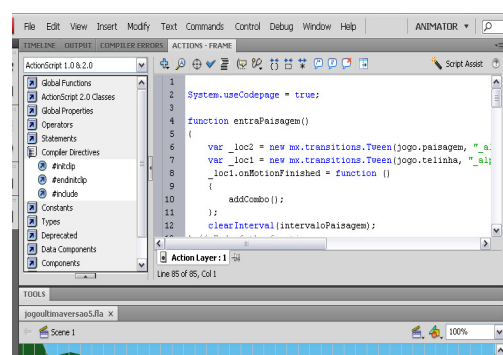 File Edit View Insert Modify Text Commands Control Debug Window Help ANIMATOR
TIMELINE OUTPUT COMPILER ERRORS ACTIONS - FRAME
ActionScript 1.0 & 2.0 Script Assist
Global Functions
ActionScript 2.0 Classes
Global Properties
Operators
Statements
Compiler Directives
#initclip
#endinitclip
#include
Constants
Types
Deprecated
Data Components
Components
1
2 System.useCodepage = true;
3
4 function entraPaisagem()
5 {
6 var _loc2 = new mx.transitions.Tween(jogo.paisagem, "_al
7 var _loc1 = new mx.transitions.Tween(jogo.telinha, "_alp
8 _loc1.onMotionFinished = function ()
9 {
10 addCombo();
11 };
12 clearInterval(intervaloPaisagem);
Action Layer : 1
Line 85 of 85, Col 1
TOOLS
jogoultimaversao5.fla ×
Scene 1 100%